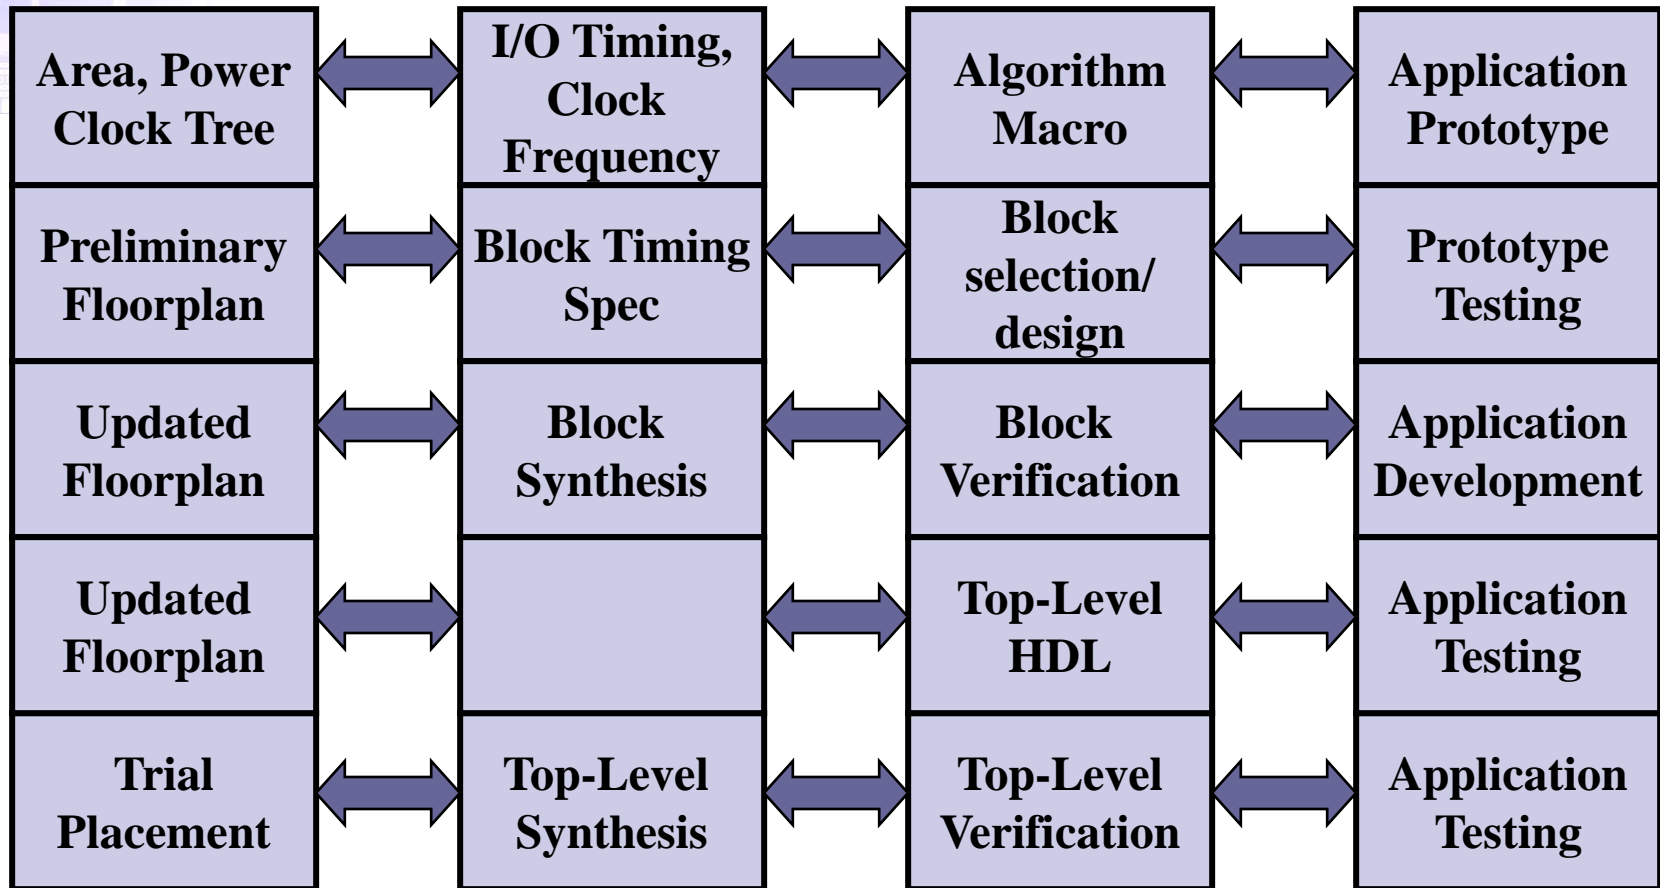 Area, Power
Clock Tree
I/O Timing,
Clock
Frequency
Algorithm
Macro
Application
Prototype
Preliminary
Floorplan
Block Timing
Spec
Block
selection/
design
Prototype
Testing
Updated
Floorplan
Block
Synthesis
Block
Verification
Application
Development
Updated
Floorplan
Top-Level
HDL
Application
Testing
Trial
Placement
Top-Level
Synthesis
Top-Level
Verification
Application
Testing